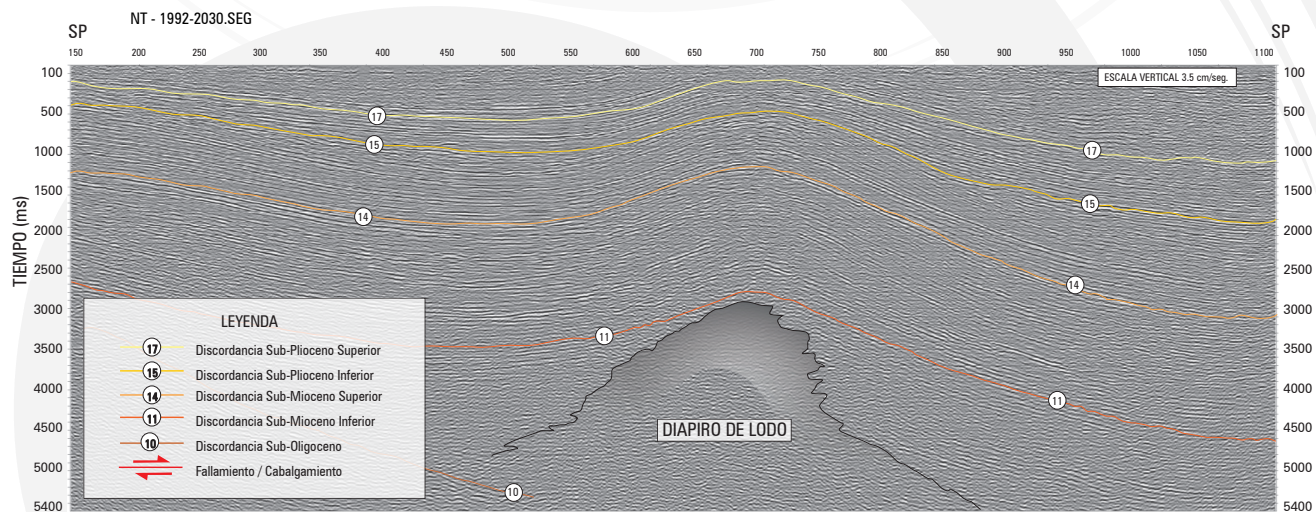 NT - 1992-2030.SEG
SP SP
150 200 250 300 350 400 450 500 550 600 650 700 750 800 850 900 950 1000 1050 1100
ESCALA VERTICAL 3.5 cm/seg.
TIEMPO (ms)
100 100
500 500
1000 1000
1500 1500
2000 2000
2500 2500
3000 3000
3500 3500
4000 4000
4500 4500
5000 5000
5400 5400
17 17
15 15
14 14
11 11
10
DIAPIRO DE LODO
LEYENDA
17 Discordancia Sub-Plioceno Superior
15 Discordancia Sub-Plioceno Inferior
14 Discordancia Sub-Mioceno Superior
11 Discordancia Sub-Mioceno Inferior
10 Discordancia Sub-Oligoceno
Fallamiento / Cabalgamiento